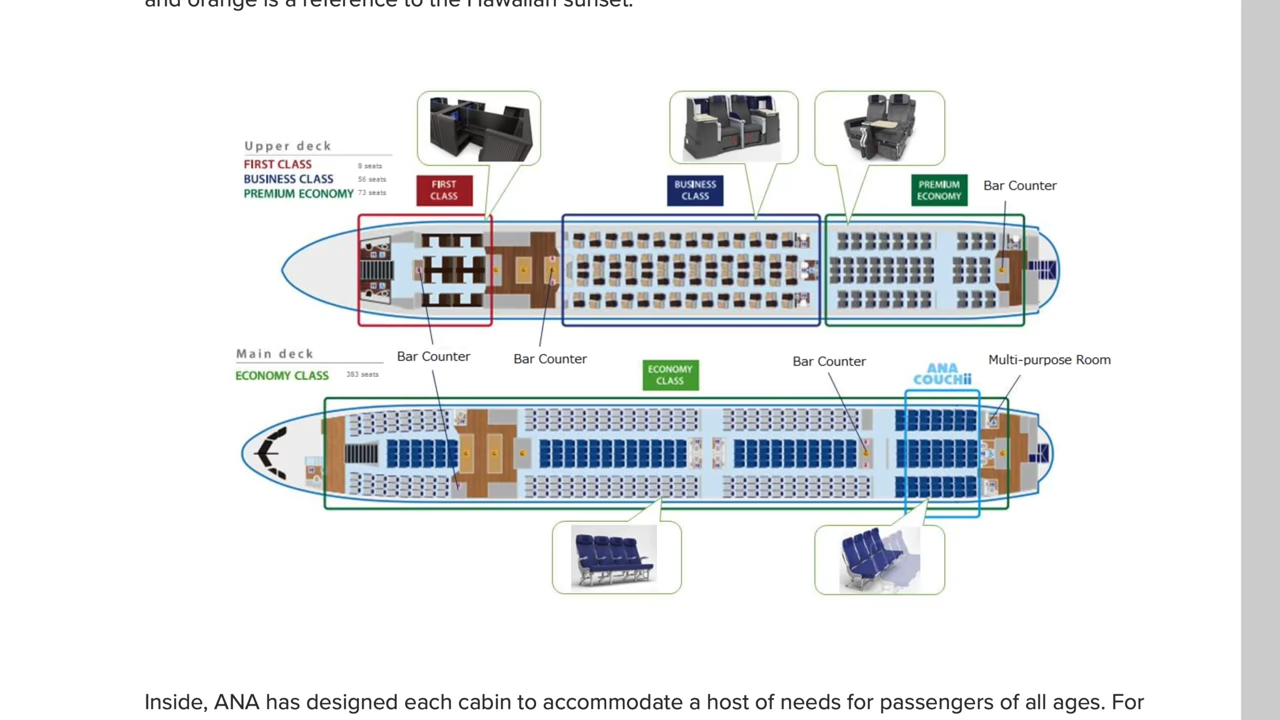 and orange is a reference to the Hawaiian sunset.
Upper deck
FIRST CLASS 8 seats
BUSINESS CLASS 56 seats
PREMIUM ECONOMY 73 seats
FIRST
CLASS
BUSINESS
CLASS
PREMIUM
ECONOMY
Bar Counter
Main deck
ECONOMY CLASS 383 seats
Bar Counter
Bar Counter
ECONOMY
CLASS
Bar Counter
ANA
COUCHii
Multi-purpose Room
Inside, ANA has designed each cabin to accommodate a host of needs for passengers of all ages. For